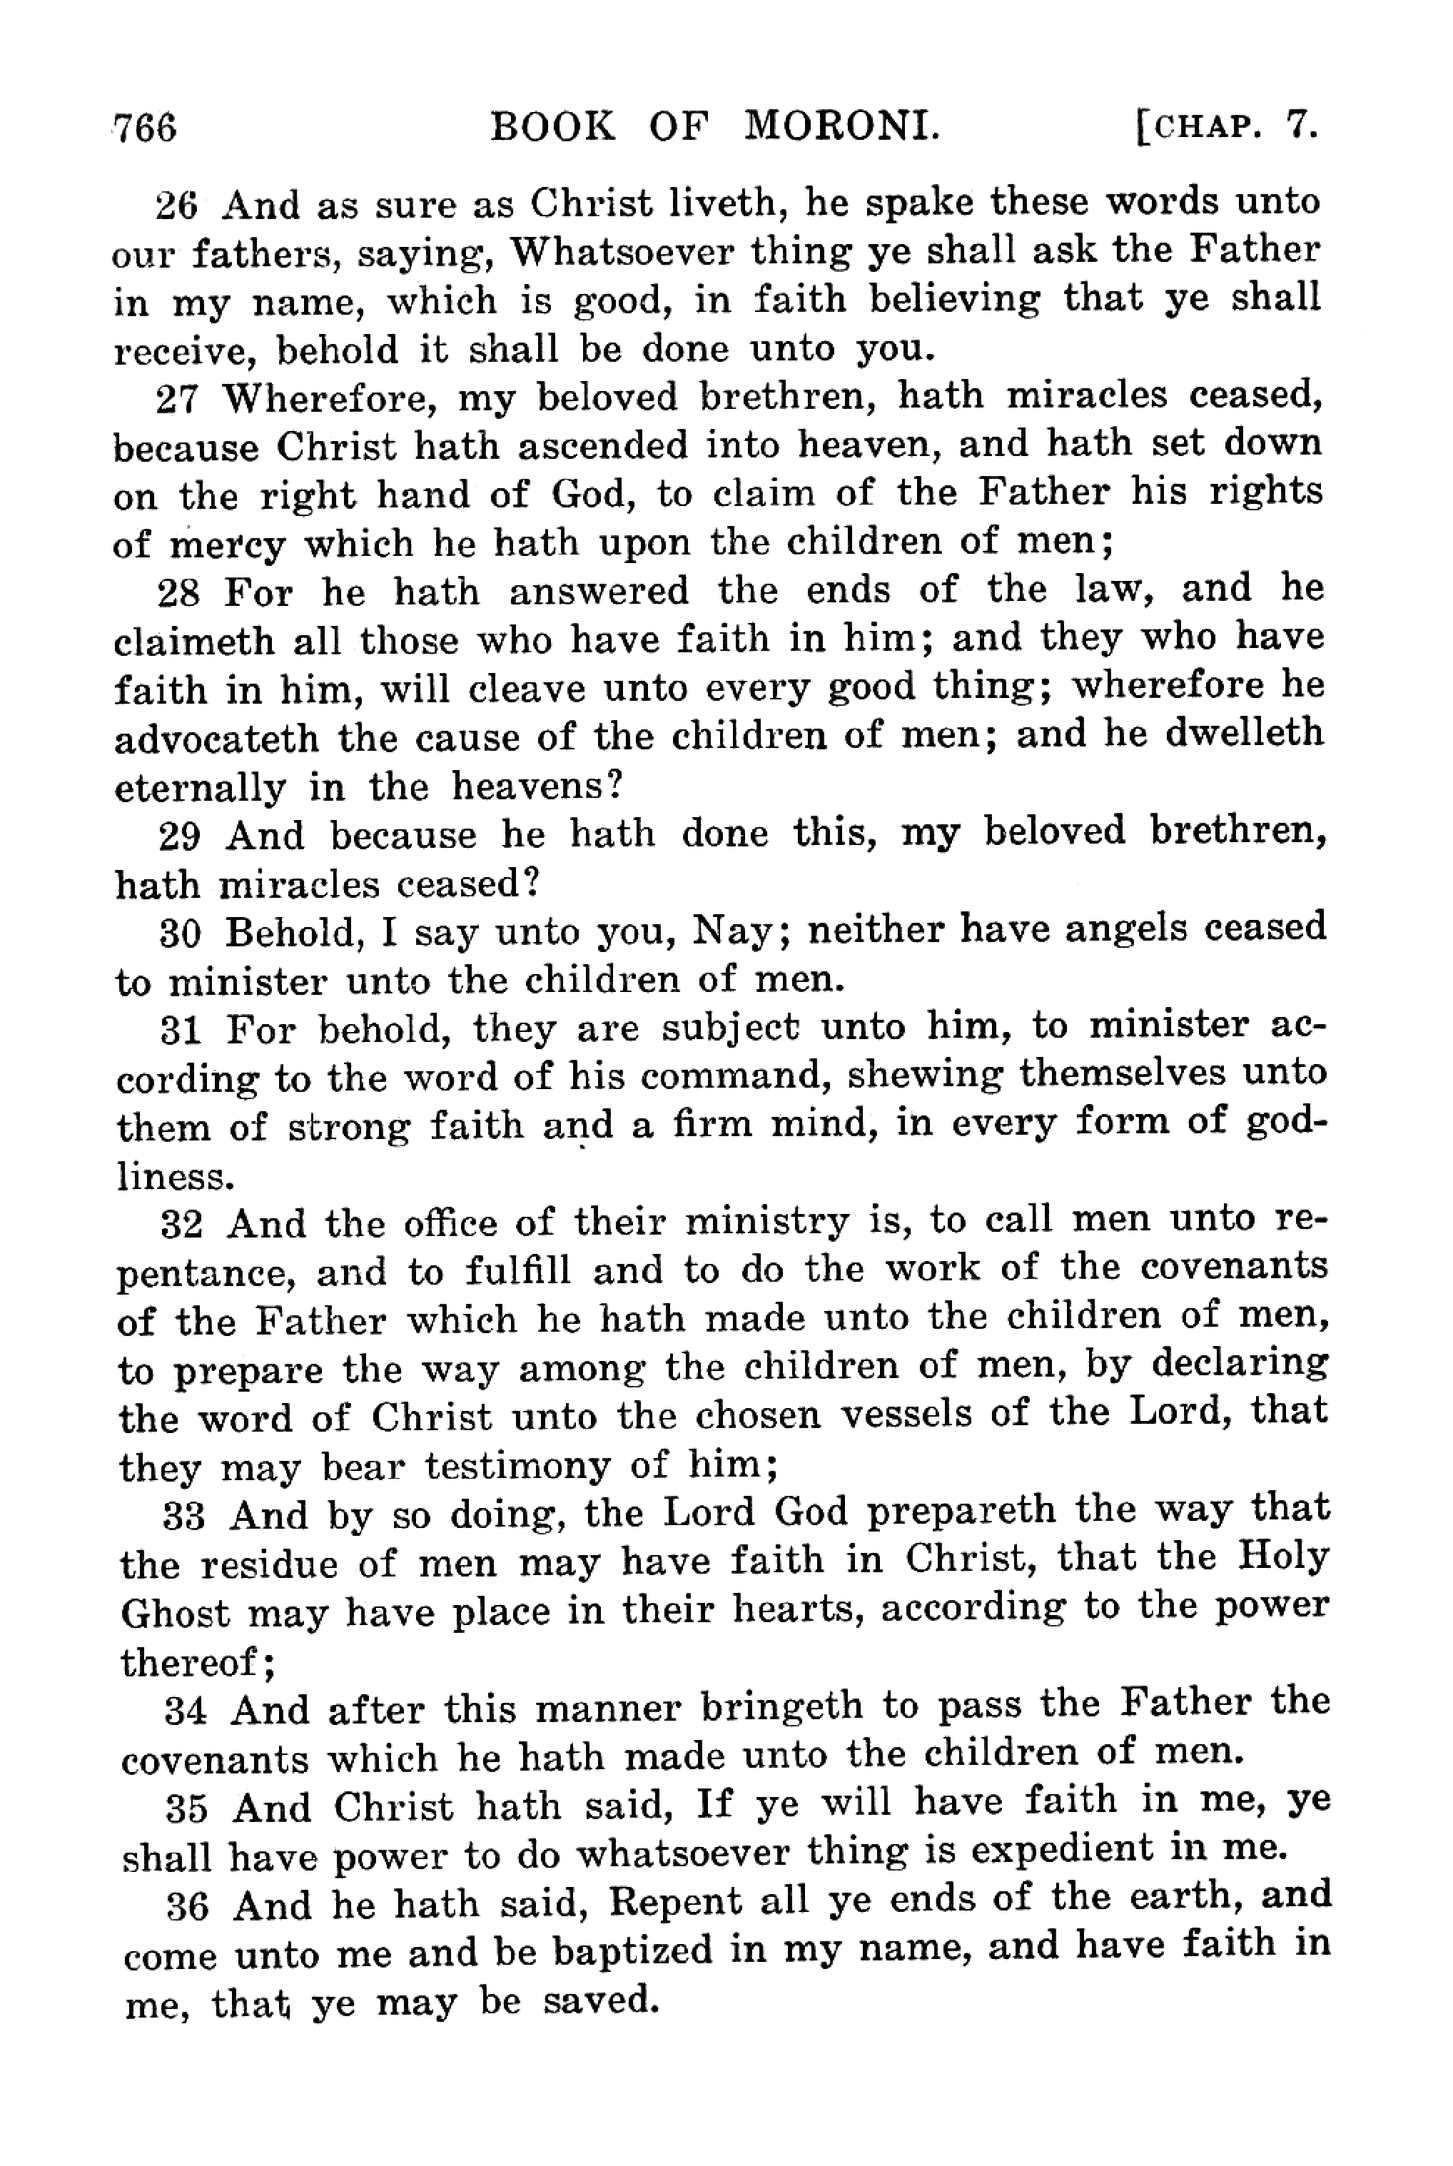 766 BOOK OF MORONI. [CHAP. 7.
26 And as sure as Christ liveth, he spake these words unto
our fathers, saying, Whatsoever thing ye shall ask the Father
in my name, which is good, in faith believing that ye shall
receive, behold it shall be done unto you.
27 Wherefore, my beloved brethren, hath miracles ceased,
because Christ hath ascended into heaven, and hath set down
on the right hand of God, to claim of the Father his rights
of mercy which he hath upon the children of men;
28 For he hath answered the ends of the law, and he
claimeth all those who have faith in him; and they who have
faith in him, will cleave unto every good thing; wherefore he
advocateth the cause of the children of men; and he dwelleth
eternally in the heavens?
29 And because he hath done this, my beloved brethren,
hath miracles ceased?
30 Behold, I say unto you, Nay; neither have angels ceased
to minister unto the children of men.
31 For behold, they are subject unto him, to minister ac-
cording to the word of his command, shewing themselves unto
them of strong faith and a firm mind, in every form of god-
liness.
32 And the office of their ministry is, to call men unto re-
pentance, and to fulfill and to do the work of the covenants
of the Father which he hath made unto the children of men,
to prepare the way among the children of men, by declaring
the word of Christ unto the chosen vessels of the Lord, that
they may bear testimony of him;
33 And by so doing, the Lord God prepareth the way that
the residue of men may have faith in Christ, that the Holy
Ghost may have place in their hearts, according to the power
thereof;
34 And after this manner bringeth to pass the Father the
covenants which he hath made unto the children of men.
35 And Christ hath said, If ye will have faith in me, ye
shall have power to do whatsoever thing is expedient in me.
36 And he hath said, Repent all ye ends of the earth, and
come unto me and be baptized in my name, and have faith in
me, that ye may be saved.